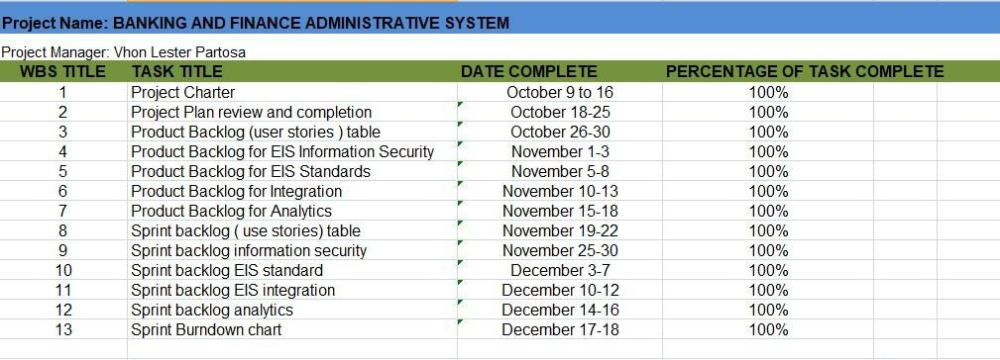 Project Name: BANKING AND FINANCE ADMINISTRATIVE SYSTEM
Project Manager: Vhon Lester Partosa
WBS TITLE TASK TITLE DATE COMPLETE PERCENTAGE OF TASK COMPLETE
1 Project Charter October 9 to 16 100%
2 Project Plan review and completion October 18-25 100%
3 Product Backlog (user stories ) table October 26-30 100%
4 Product Backlog for EIS Information Security November 1-3 100%
5 Product Backlog for EIS Standards November 5-8 100%
6 Product Backlog for Integration November 10-13 100%
7 Product Backlog for Analytics November 15-18 100%
8 Sprint backlog ( use stories) table November 19-22 100%
9 Sprint backlog information security November 25-30 100%
10 Sprint backlog EIS standard December 3-7 100%
11 Sprint backlog EIS integration December 10-12 100%
12 Sprint backlog analytics December 14-16 100%
13 Sprint Burndown chart December 17-18 100%